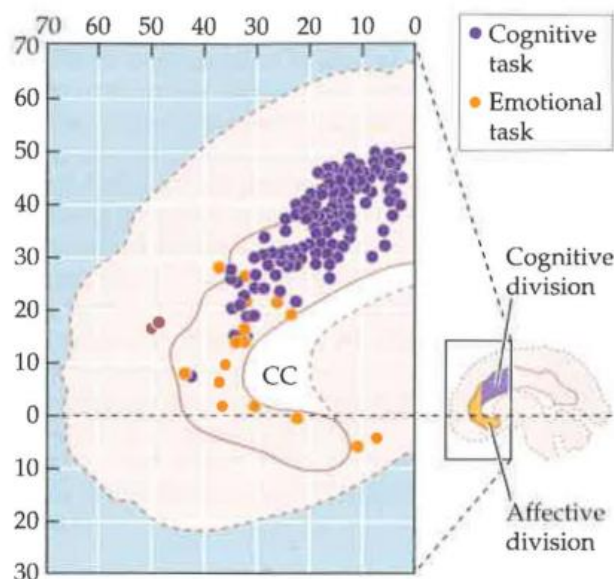 70 60 50 40 30 20 10 0
70
60
50
40
30
20
10
0
10
20
30
CC
Cognitive
task
Emotional
task
Cognitive
division
Affective
division